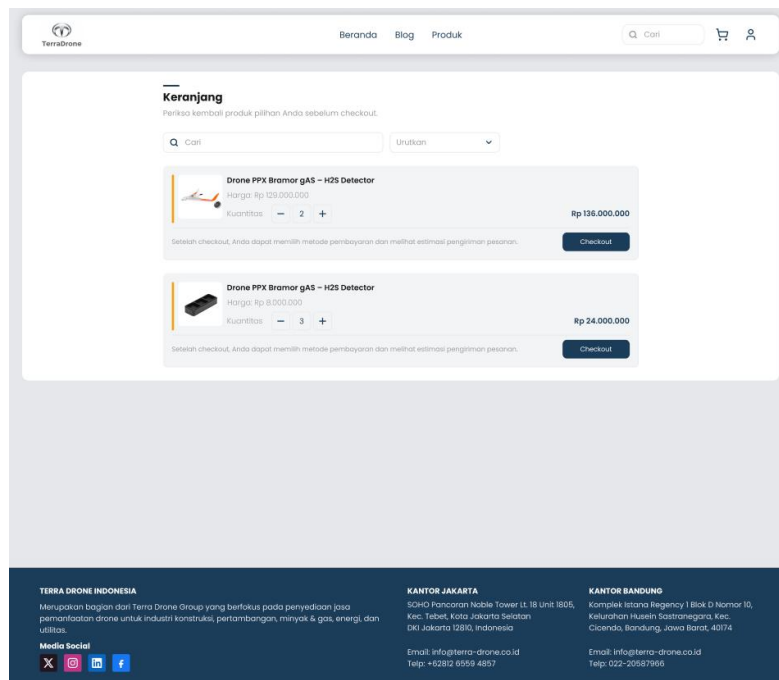 TerraDrone
Beranda Blog Produk
Cari
Keranjang
Periksa kembali produk pilihan Anda sebelum checkout.
Cari
Urutkan
Drone PPX Bramor gAS – H2S Detector
Harga: Rp 129.000.000
Kuantitas − 2 +
Rp 136.000.000
Setelah checkout, Anda dapat memilih metode pembayaran dan melihat estimasi pengiriman pesanan.
Checkout
Drone PPX Bramor gAS – H2S Detector
Harga: Rp 8.000.000
Kuantitas − 3 +
Rp 24.000.000
Setelah checkout, Anda dapat memilih metode pembayaran dan melihat estimasi pengiriman pesanan.
Checkout
TERRA DRONE INDONESIA
Merupakan bagian dari Terra Drone Group yang berfokus pada penyediaan jasa
pemanfaatan drone untuk industri konstruksi, pertambangan, minyak & gas, energi, dan
utilitas.
Media Social
KANTOR JAKARTA
SOHO Pancoran Noble Tower Lt. 18 Unit 1805,
Kec. Tebet, Kota Jakarta Selatan
DKI Jakarta 12810, Indonesia
Email: info@terra-drone.co.id
Telp: +62812 6559 4857
KANTOR BANDUNG
Komplek Istana Regency 1 Blok D Nomor 10,
Kelurahan Husein Sastranegara, Kec.
Cicendo, Bandung, Jawa Barat, 40174
Email: info@terra-drone.co.id
Telp: 022-20587966